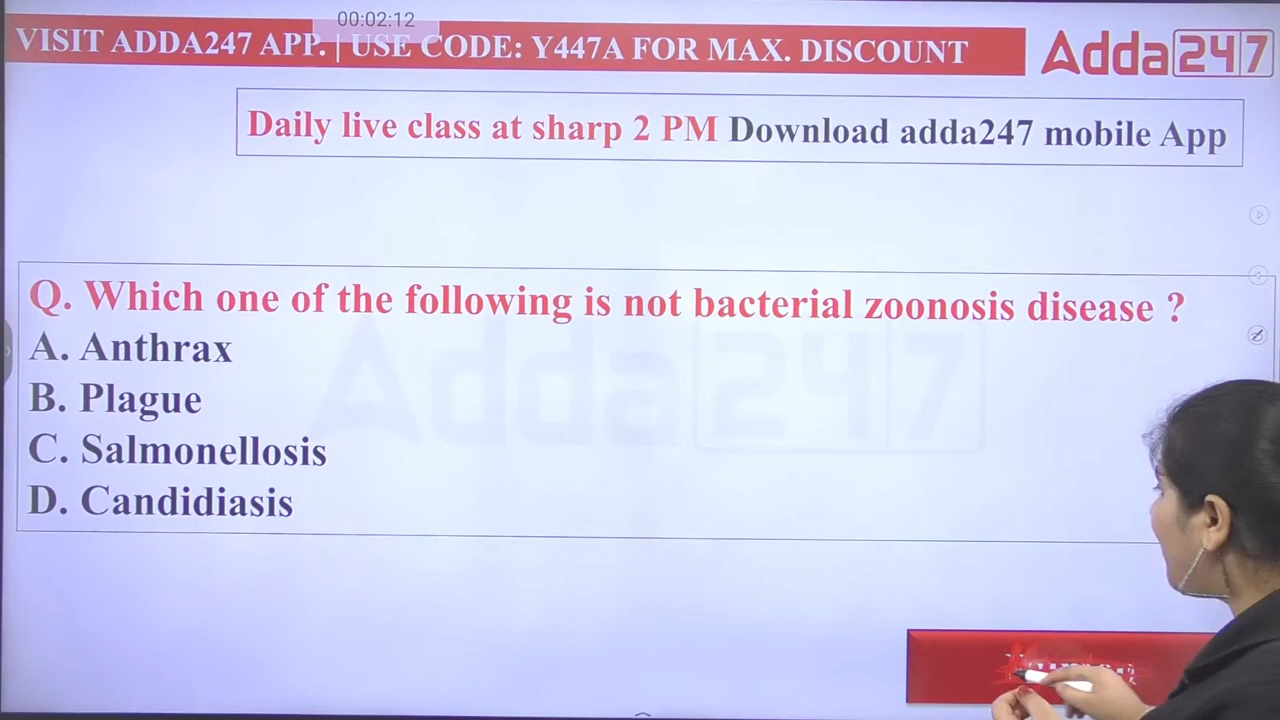 00:02:12
VISIT ADDA247 APP. | USE CODE: Y447A FOR MAX. DISCOUNT
Adda247
Daily live class at sharp 2 PM Download adda247 mobile App
Q. Which one of the following is not bacterial zoonosis disease ?
A. Anthrax
B. Plague
C. Salmonellosis
D. Candidiasis
Adda247